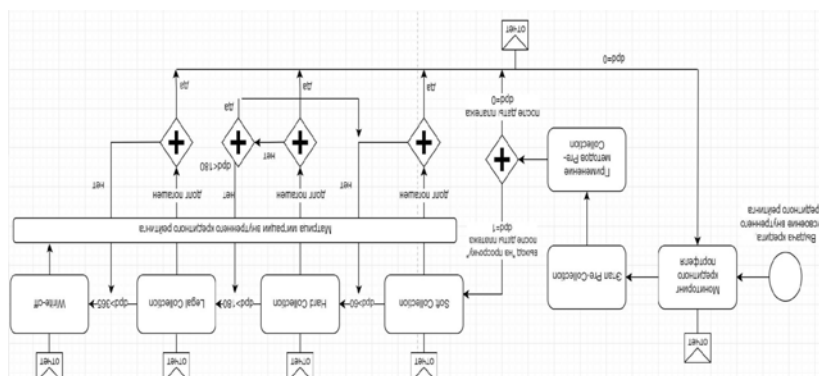 отчет
отчет
отчет
отчет
отчет
Мониторинг
кредитного
портфеля
Этап Pre-Collection
Soft Collection
dpd>60
Hard Collection
dpd>180
Legal Collection
dpd>365
Write-off
Выдача кредита.
своение внутреннего
редитного рейтинга
выход "на просрочку"
после даты платежа
dpd=1
Матрица миграции внутреннего кредитного рейтинга
долг погашен
нет
долг погашен
нет
долг погашен
нет
Применение
методов Pre-
Collection
нет
dpd<180
после даты платежа
dpd=0
да
да
да
да
dpd=0
отчет